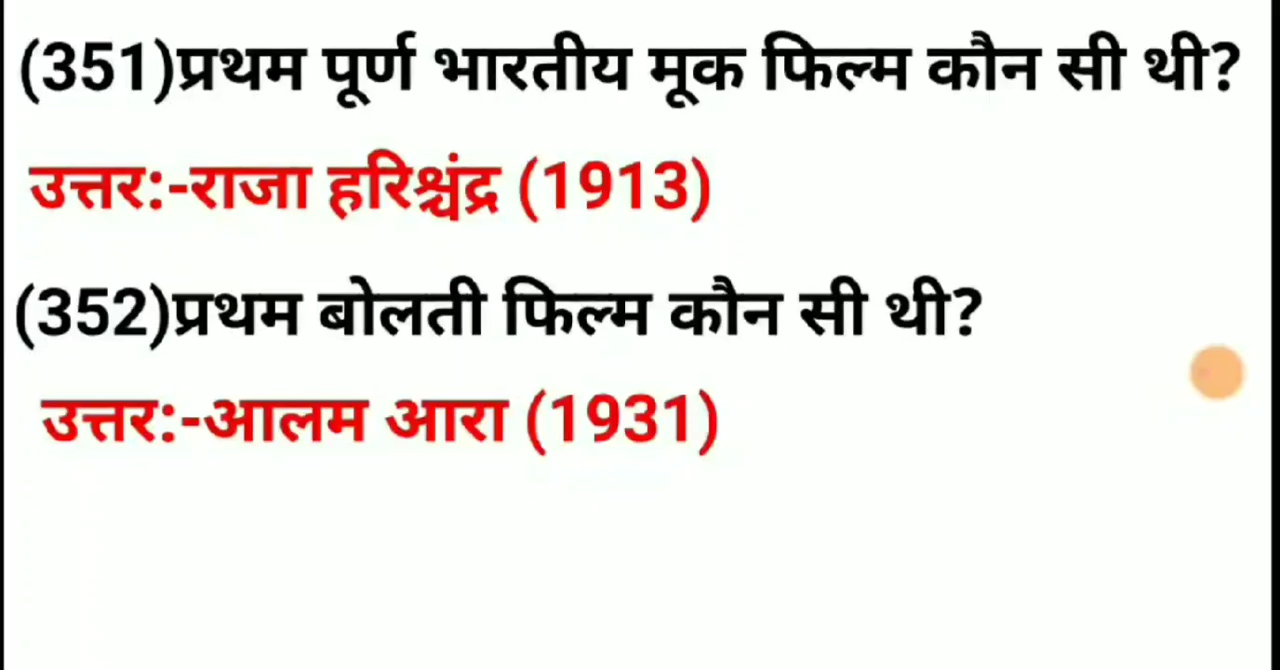 (351)प्रथम पूर्ण भारतीय मूक फिल्म कौन सी थी?
उत्तर:-राजा हरिश्चंद्र (1913)
(352)प्रथम बोलती फिल्म कौन सी थी?
उत्तर:-आलम आरा (1931)